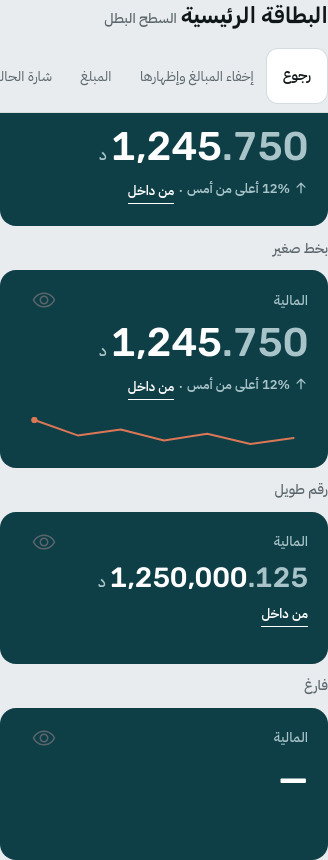 البطاقة الرئيسية السطح البطل
رجوع إخفاء المبالغ وإظهارها المبلغ شارة الحال
1,245.750 د
↑ 12% أعلى من أمس · من داخل
بخط صغير
المالية
1,245.750 د
↑ 12% أعلى من أمس · من داخل
رقم طويل
المالية
1,250,000.125 د
من داخل
فارغ
المالية
—